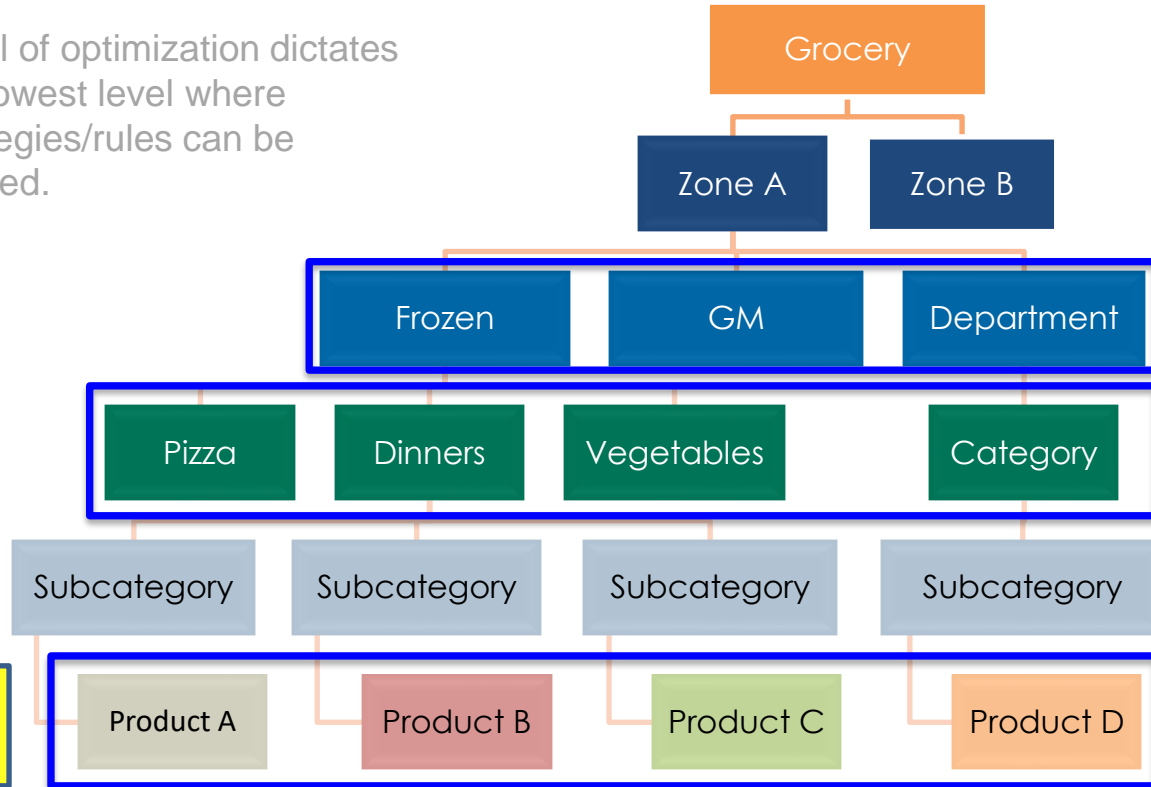 l of optimization dictates
owest level where
egies/rules can be
ed.
Grocery
Zone A
Zone B
Frozen
GM
Department
Pizza
Dinners
Vegetables
Category
Subcategory
Subcategory
Subcategory
Subcategory
Product A
Product B
Product C
Product D